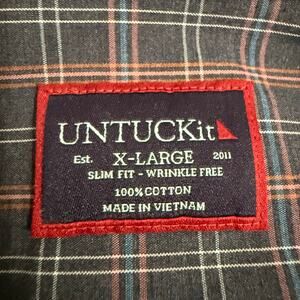 UNTUCKit
Est. X-LARGE 2011
SLIM FIT - WRINKLE FREE
100% COTTON
MADE IN VIETNAM